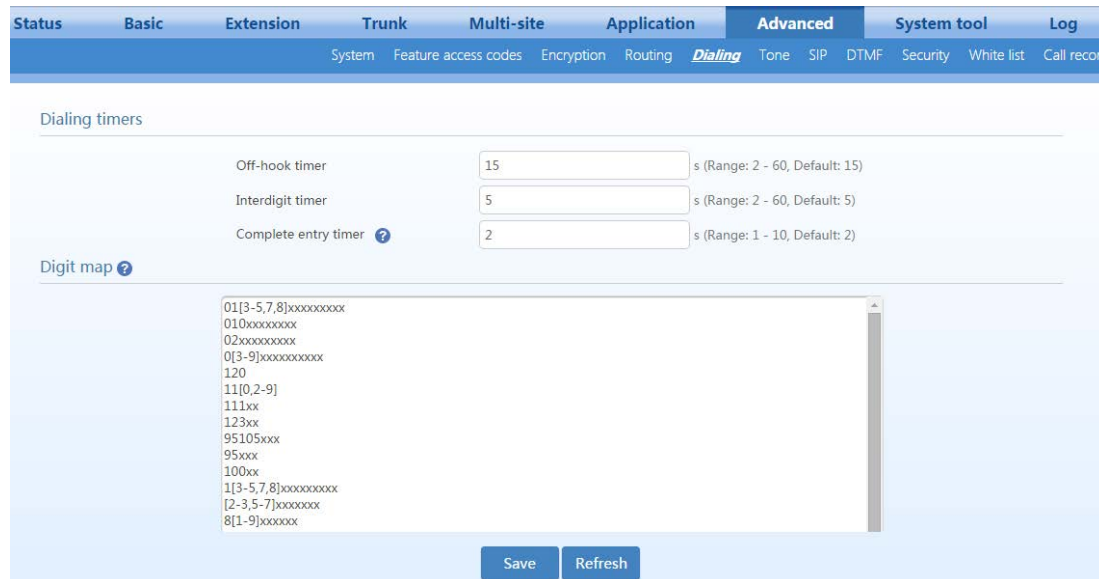 Status Basic Extension Trunk Multi-site Application Advanced System tool Log
System Feature access codes Encryption Routing Dialing Tone SIP DTMF Security White list Call recor
Dialing timers
Off-hook timer 15 s (Range: 2 - 60, Default: 15)
Interdigit timer 5 s (Range: 2 - 60, Default: 5)
Complete entry timer ? 2 s (Range: 1 - 10, Default: 2)
Digit map ?
01[3-5,7,8]xxxxxxxxx
010xxxxxxxx
02xxxxxxxxx
0[3-9]xxxxxxxxxx
120
11[0,2-9]
111xx
123xx
95105xxx
95xxx
100xx
1[3-5,7,8]xxxxxxxxx
[2-3,5-7]xxxxxxx
8[1-9]xxxxxx
Save Refresh